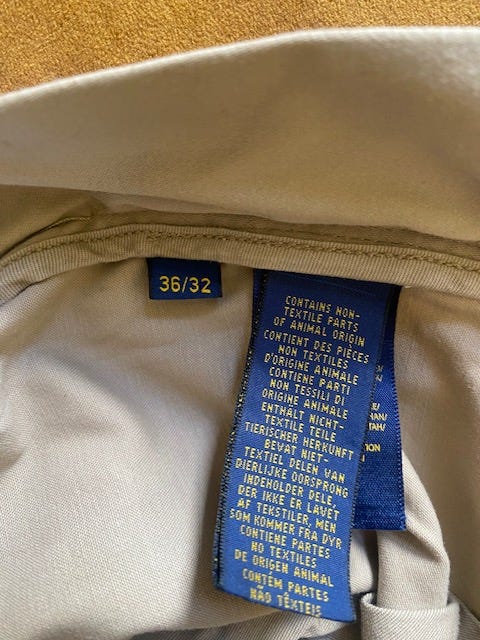 36/32
CONTAINS NON-
TEXTILE PARTS
OF ANIMAL ORIGIN
CONTIENT DES PIÈCES
NON TEXTILES
D'ORIGINE ANIMALE
CONTIENE PARTI
NON TESSILI DI
ORIGINE ANIMALE
ENTHÄLT NICHT-
TEXTILE TEILE
TIERISCHER HERKUNFT
BEVAT NIET-
TEXTIEL DELEN VAN
DIERLIJKE OORSPRONG
INDEHOLDER DELE,
DER IKKE ER LAVET
AF TEKSTILER, MEN
SOM KOMMER FRA DYR
CONTIENE PARTES
NO TEXTILES
DE ORIGEN ANIMAL
CONTÉM PARTES
NÃO TÊXTEIS